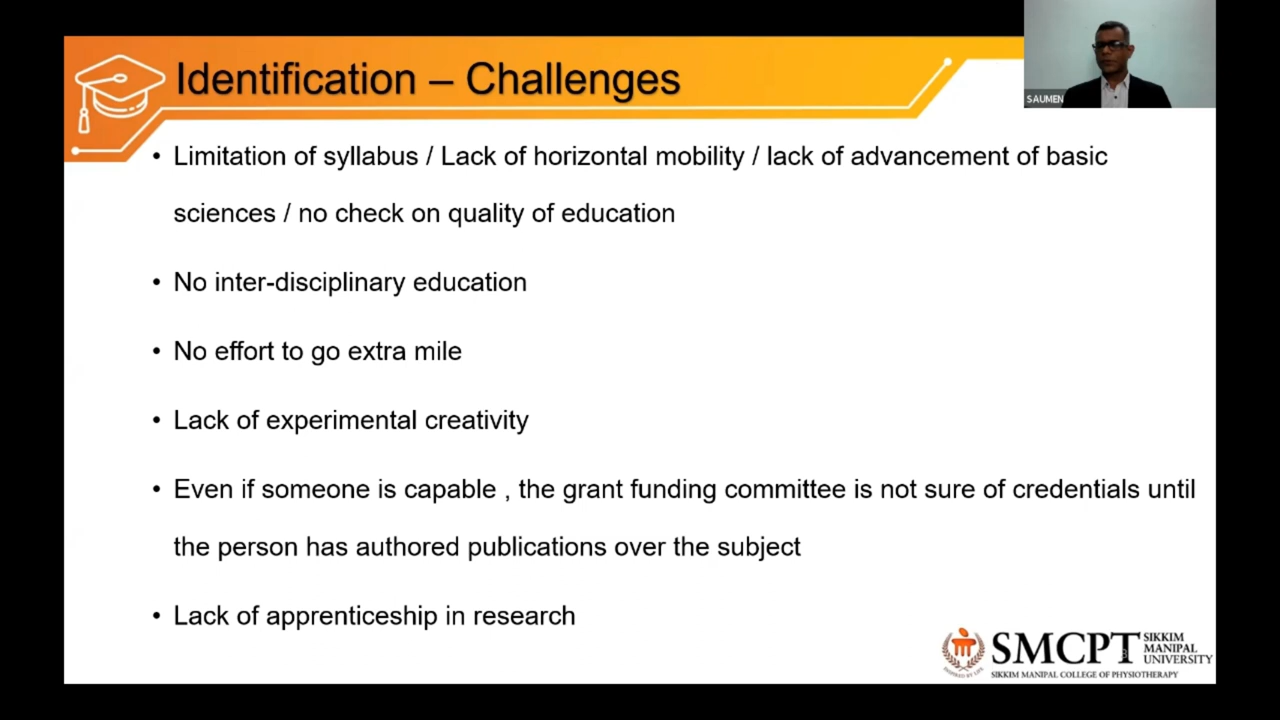 Identification – Challenges
SAUMEN
• Limitation of syllabus / Lack of horizontal mobility / lack of advancement of basic
sciences / no check on quality of education
• No inter-disciplinary education
• No effort to go extra mile
• Lack of experimental creativity
• Even if someone is capable , the grant funding committee is not sure of credentials until
the person has authored publications over the subject
• Lack of apprenticeship in research
SMCPT
SIKKIM
MANIPAL
UNIVERSITY
SIKKIM MANIPAL COLLEGE OF PHYSIOTHERAPY
INSPIRED BY LIFE